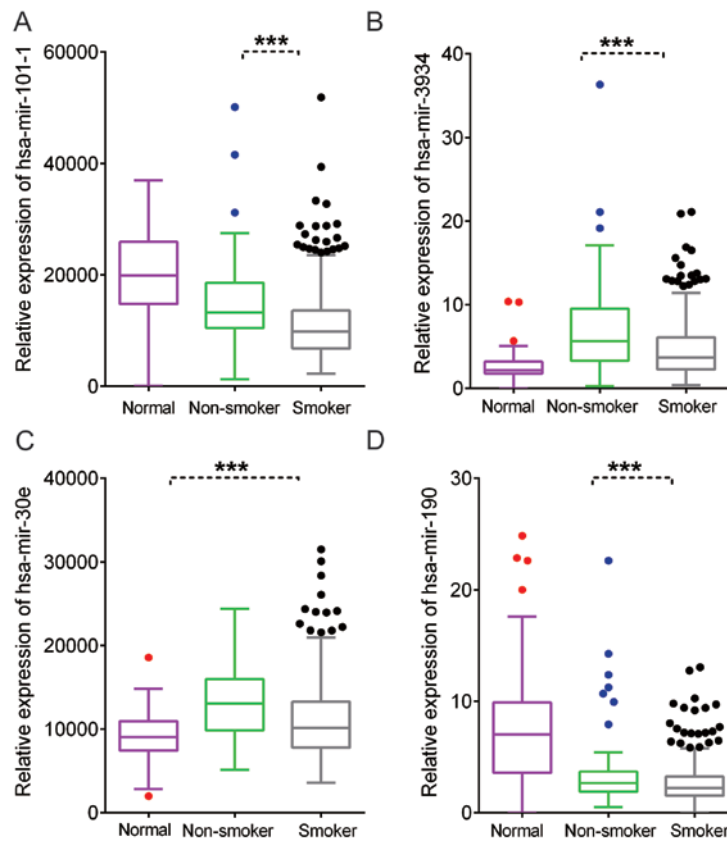 A
Relative expression of hsa-mir-101-1
60000
40000
20000
0
***
Normal
Non-smoker
Smoker
B
Relative expression of hsa-mir-3934
40
30
20
10
0
***
Normal
Non-smoker
Smoker
C
Relative expression of hsa-mir-30e
40000
30000
20000
10000
0
***
Normal
Non-smoker
Smoker
D
Relative expression of hsa-mir-190
30
20
10
0
***
Normal
Non-smoker
Smoker